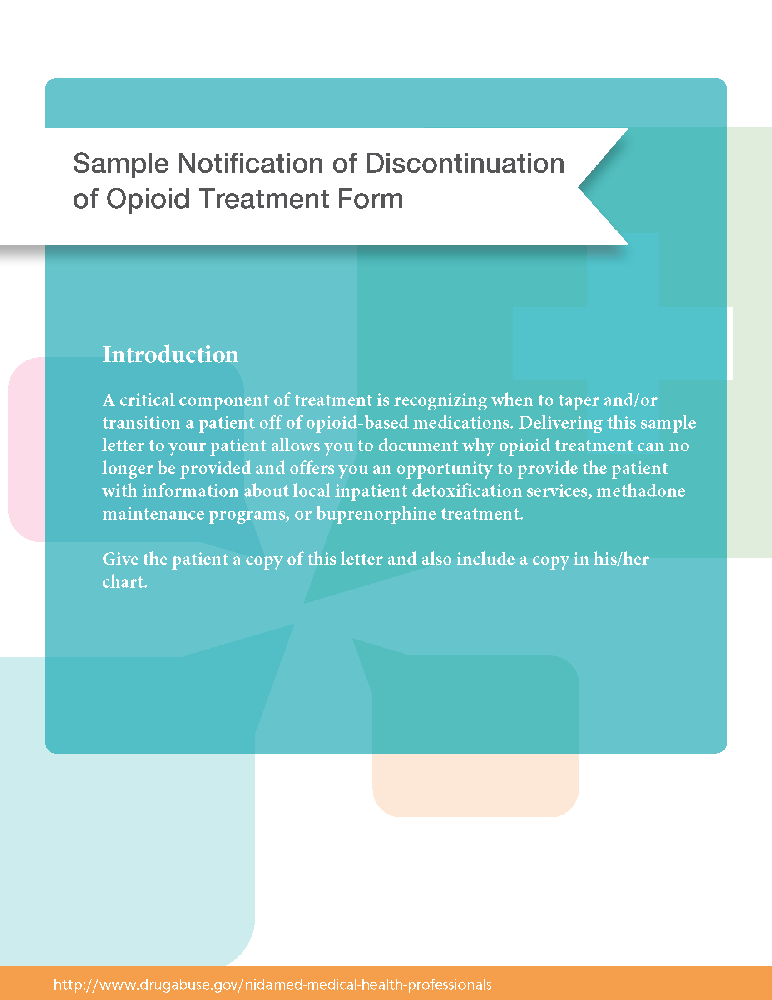 Sample Notification of Discontinuation
of Opioid Treatment Form
Introduction
A critical component of treatment is recognizing when to taper and/or
transition a patient off of opioid-based medications. Delivering this sample
letter to your patient allows you to document why opioid treatment can no
longer be provided and offers you an opportunity to provide the patient
with information about local inpatient detoxification services, methadone
maintenance programs, or buprenorphine treatment.
Give the patient a copy of this letter and also include a copy in his/her
chart.
http://www.drugabuse.gov/nidamed-medical-health-professionals